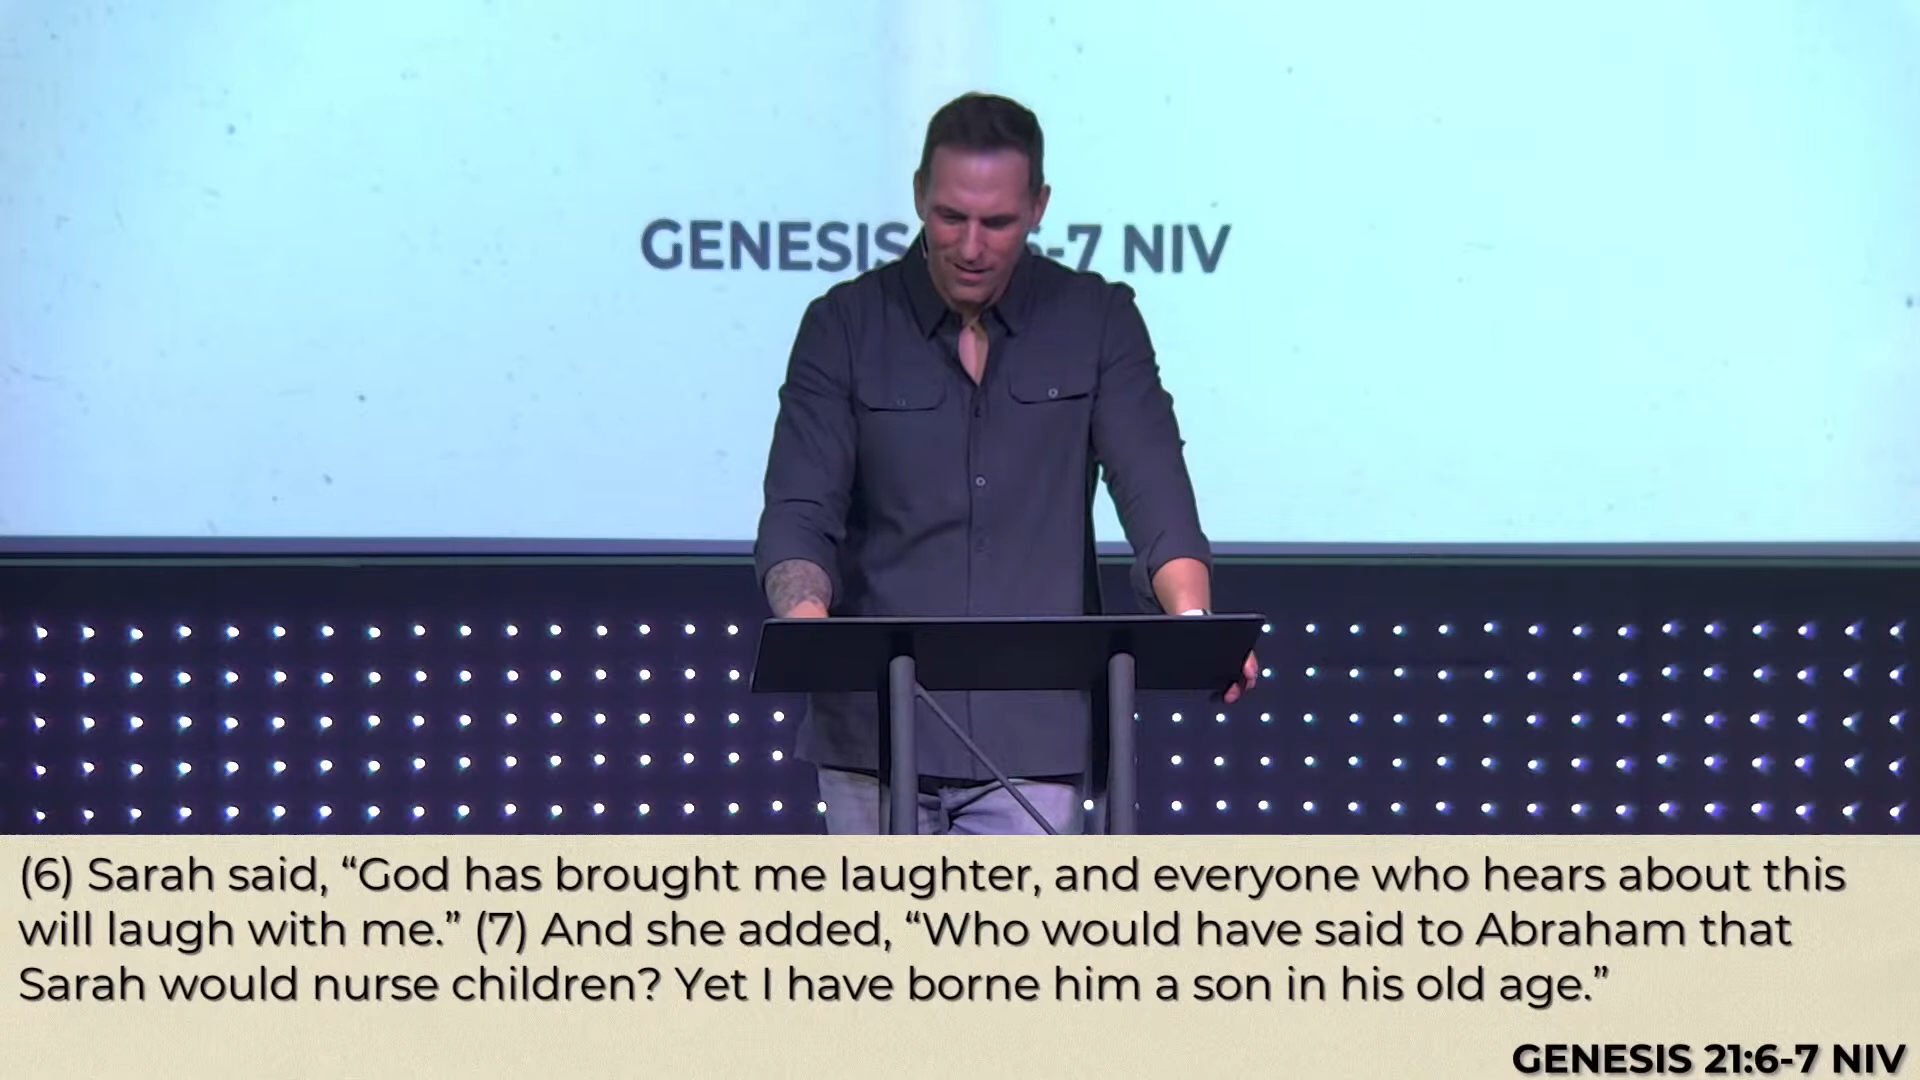 GENESIS 6-7 NIV
(6) Sarah said, “God has brought me laughter, and everyone who hears about this
will laugh with me.” (7) And she added, “Who would have said to Abraham that
Sarah would nurse children? Yet I have borne him a son in his old age.”
GENESIS 21:6-7 NIV